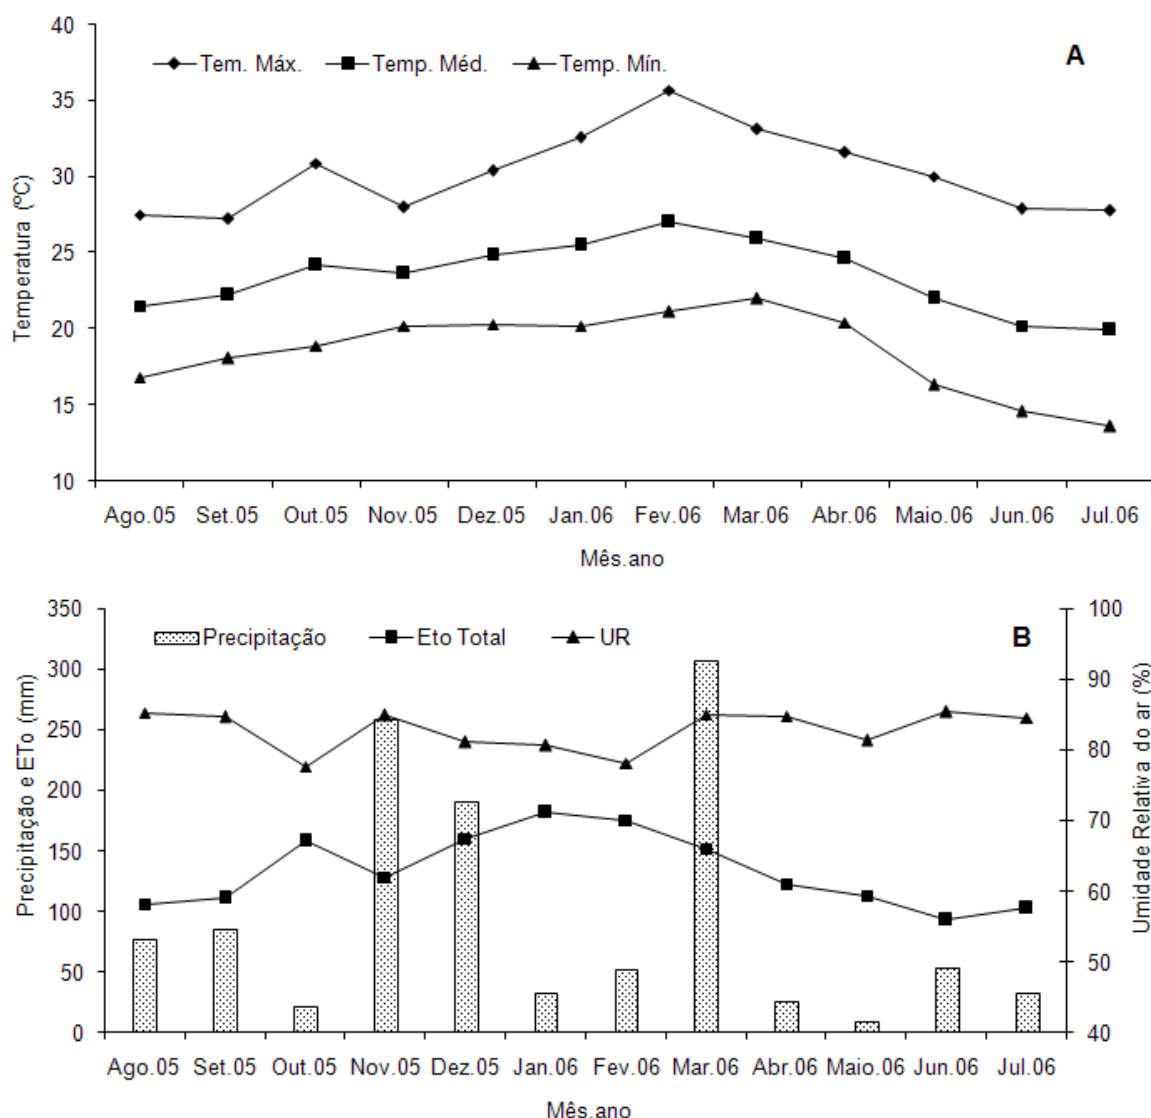 40
Tem. Máx. Temp. Méd. Temp. Mín. A
35
30
25
20
15
10
Temperatura (ºC)
Ago.05 Set.05 Out.05 Nov.05 Dez.05 Jan.06 Fev.06 Mar.06 Abr.06 Maio.06 Jun.06 Jul.06
Mês.ano
350 100
Precipitação Eto Total UR B
300 90
250 80
200
150 70
100 60
50 50
0 40
Precipitação e ETo (mm)
Umidade Relativa do ar (%)
Ago.05 Set.05 Out.05 Nov.05 Dez.05 Jan.06 Fev.06 Mar.06 Abr.06 Maio.06 Jun.06 Jul.06
Mês.ano